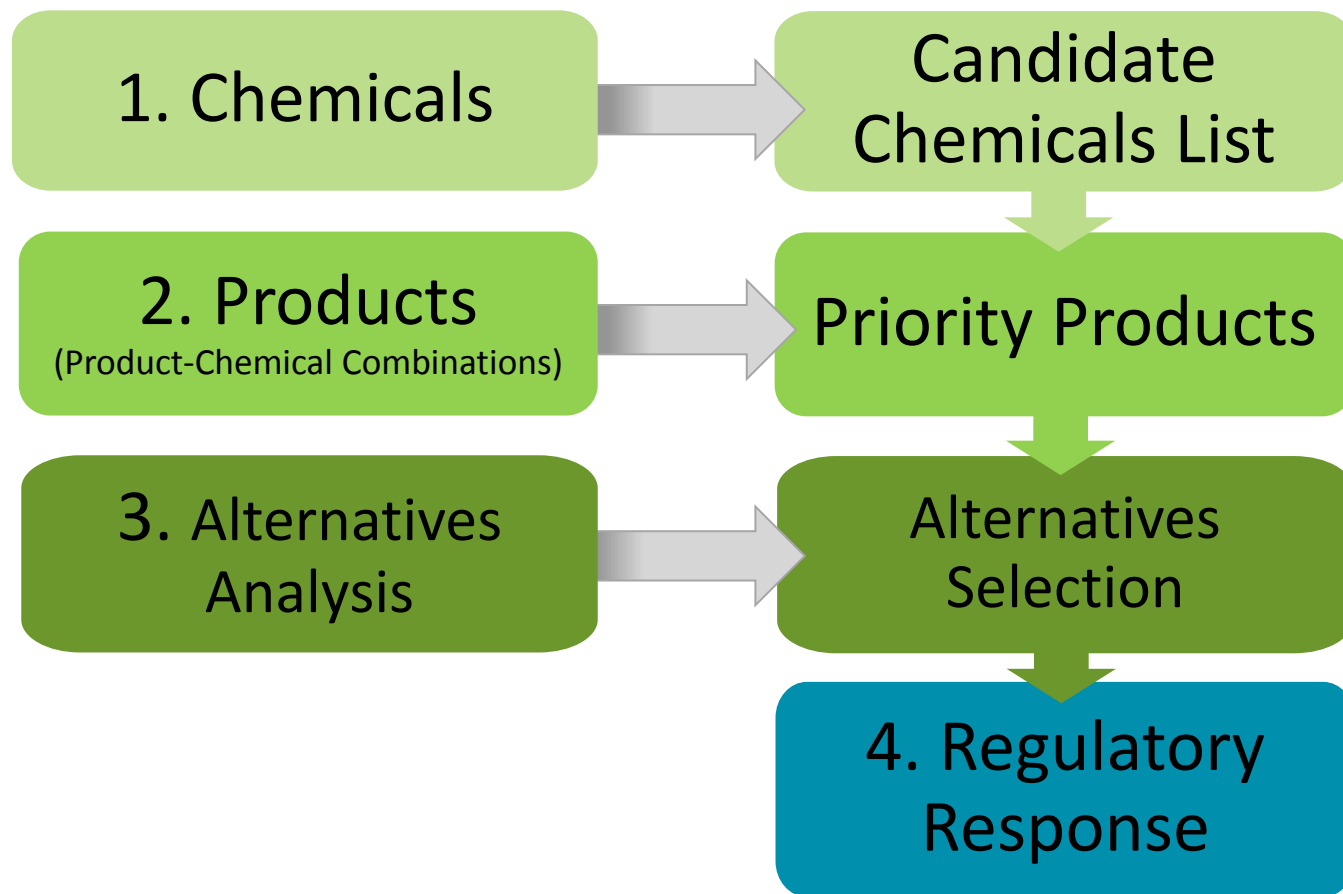 1. Chemicals
Candidate
Chemicals List
2. Products
(Product-Chemical Combinations)
Priority Products
3. Alternatives
Analysis
Alternatives
Selection
4. Regulatory
Response